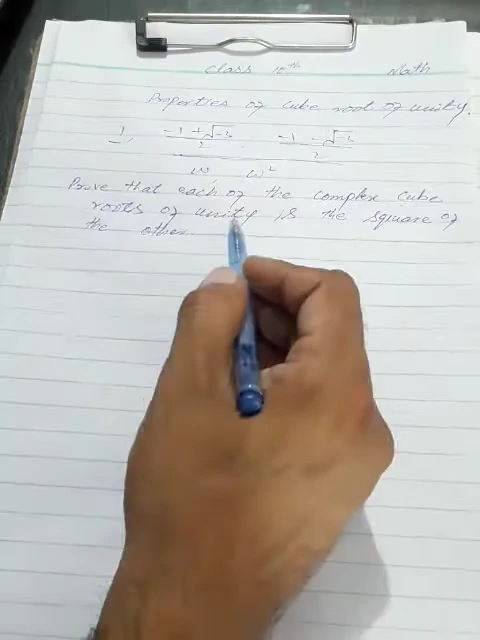 Class 10th Math
Properties of Cube root of unity.
1 (-1 + √-3)/2 (-1 - √-3)/2
ω ω²
Prove that each of the complex cube
roots of unity is the square of
the other